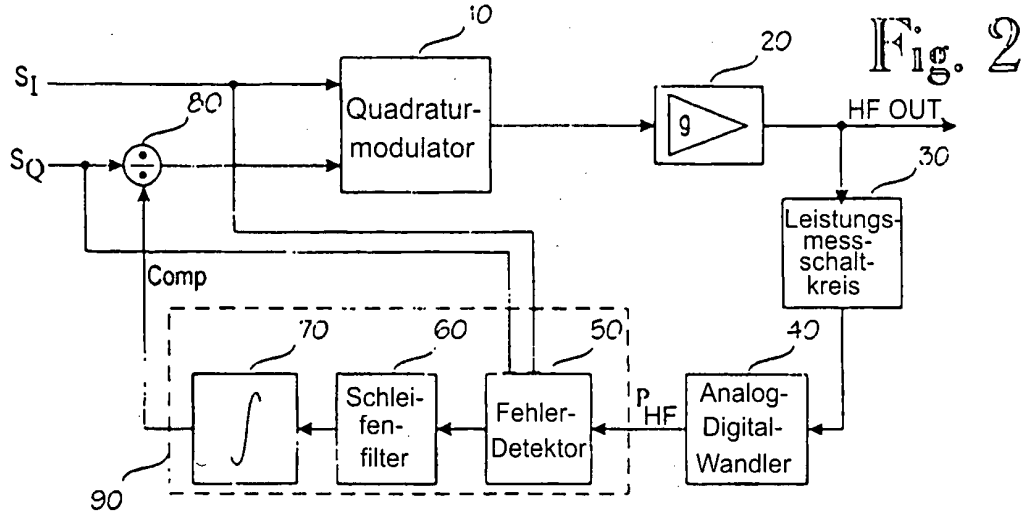 10
20
Fig. 2
S_I
80
Quadratur-
modulator
g
HF OUT
S_Q
30
Leistungs-
mess-
schalt-
kreis
Comp
70
60
50
40
Schlei-
fen-
filter
Fehler-
Detektor
P_HF
Analog-
Digital-
Wandler
90